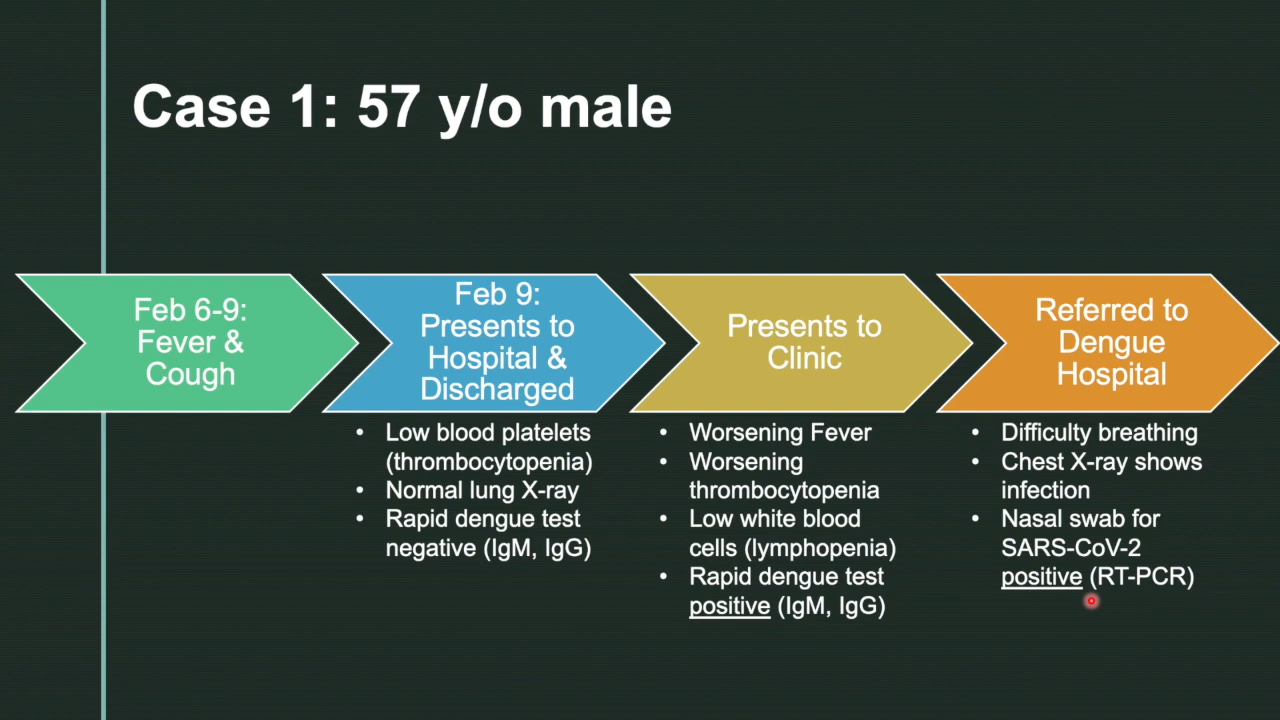 Case 1: 57 y/o male
Feb 6-9:
Fever &
Cough
Feb 9:
Presents to
Hospital &
Discharged
• Low blood platelets
(thrombocytopenia)
• Normal lung X-ray
• Rapid dengue test
negative (IgM, IgG)
Presents to
Clinic
• Worsening Fever
• Worsening
thrombocytopenia
• Low white blood
cells (lymphopenia)
• Rapid dengue test
positive (IgM, IgG)
Referred to
Dengue
Hospital
• Difficulty breathing
• Chest X-ray shows
infection
• Nasal swab for
SARS-CoV-2
positive (RT-PCR)